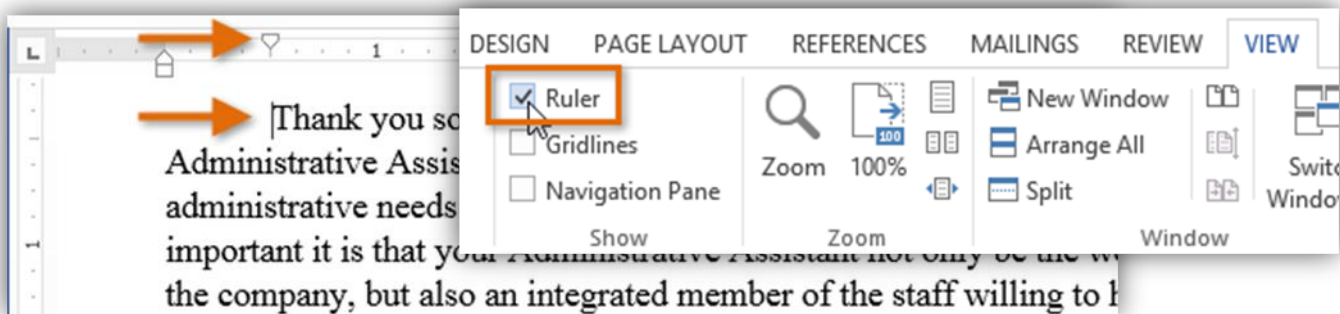 DESIGN PAGE LAYOUT REFERENCES MAILINGS REVIEW VIEW
Ruler
Gridlines
Navigation Pane
Show
Zoom 100%
100
Zoom
New Window
Arrange All
Split
Window
L
1
1
Thank you so
Administrative Assis
administrative needs
important it is that your Administrative Assistant not only be the w
the company, but also an integrated member of the staff willing to h